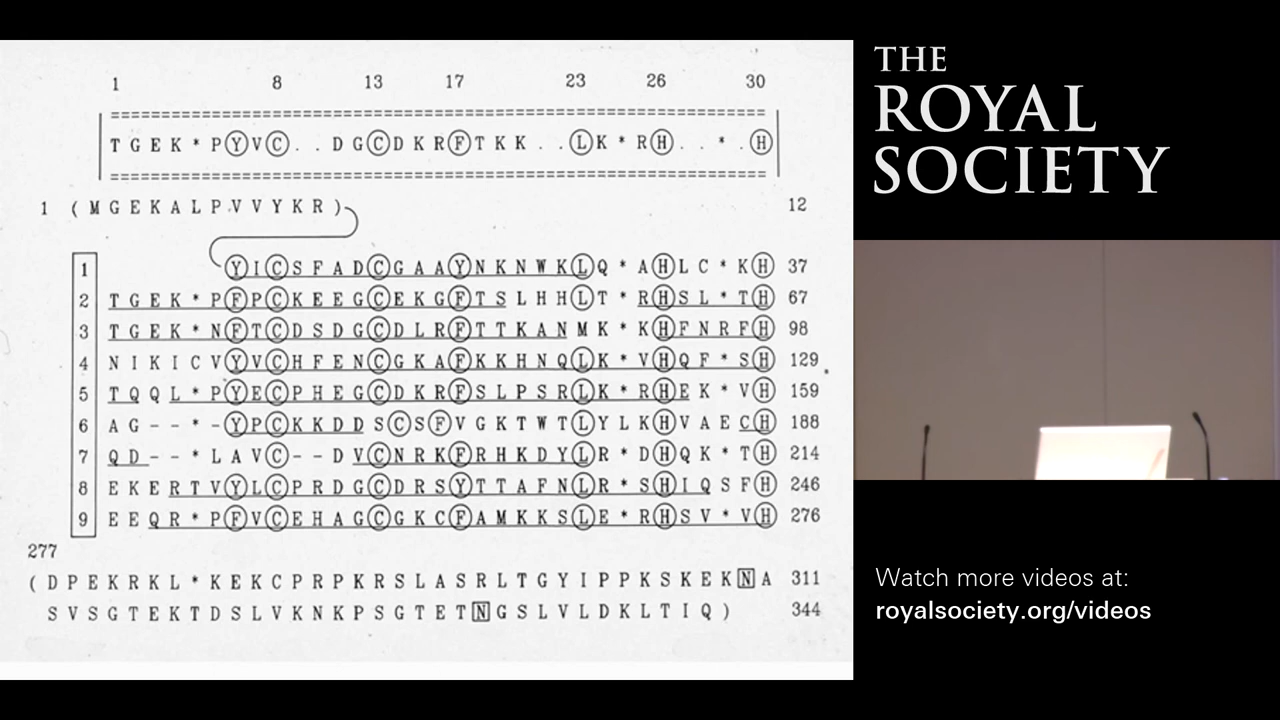 1 8 13 17 23 26 30
T G E K * P Y V C . . D G C D K R F T K K . . L K * R H . . * . H
1 ( M G E K A L P V V Y K R ) 12
1 Y I C S F A D C G A A Y N K N W K L Q * A H L C * K H 37
2 T G E K * P F P C K E E G C E K G F T S L H H L T * R H S L * T H 67
3 T G E K * N F T C D S D G C D L R F T T K A N M K * K H F N R F H 98
4 N I K I C V Y V C H F E N C G K A F K K H N Q L K * V H Q F * S H 129
5 T Q Q L * P Y E C P H E G C D K R F S L P S R L K * R H E K * V H 159
6 A G - - * - Y P C K K D D S C S F V G K T W T L Y L K H V A E C H 188
7 Q D - - * L A V C - - D V C N R K F R H K D Y L R * D H Q K * T H 214
8 E K E R T V Y L C P R D G C D R S Y T T A F N L R * S H I Q S F H 246
9 E E Q R * P F V C E H A G C G K C F A M K K S L E * R H S V * V H 276
277
( D P E K R K L * K E K C P R P K R S L A S R L T G Y I P P K S K E K N A 311
S V S G T E K T D S L V K N K P S G T E T N G S L V L D K L T I Q ) 344
THE
ROYAL
SOCIETY
Watch more videos at:
royalsociety.org/videos